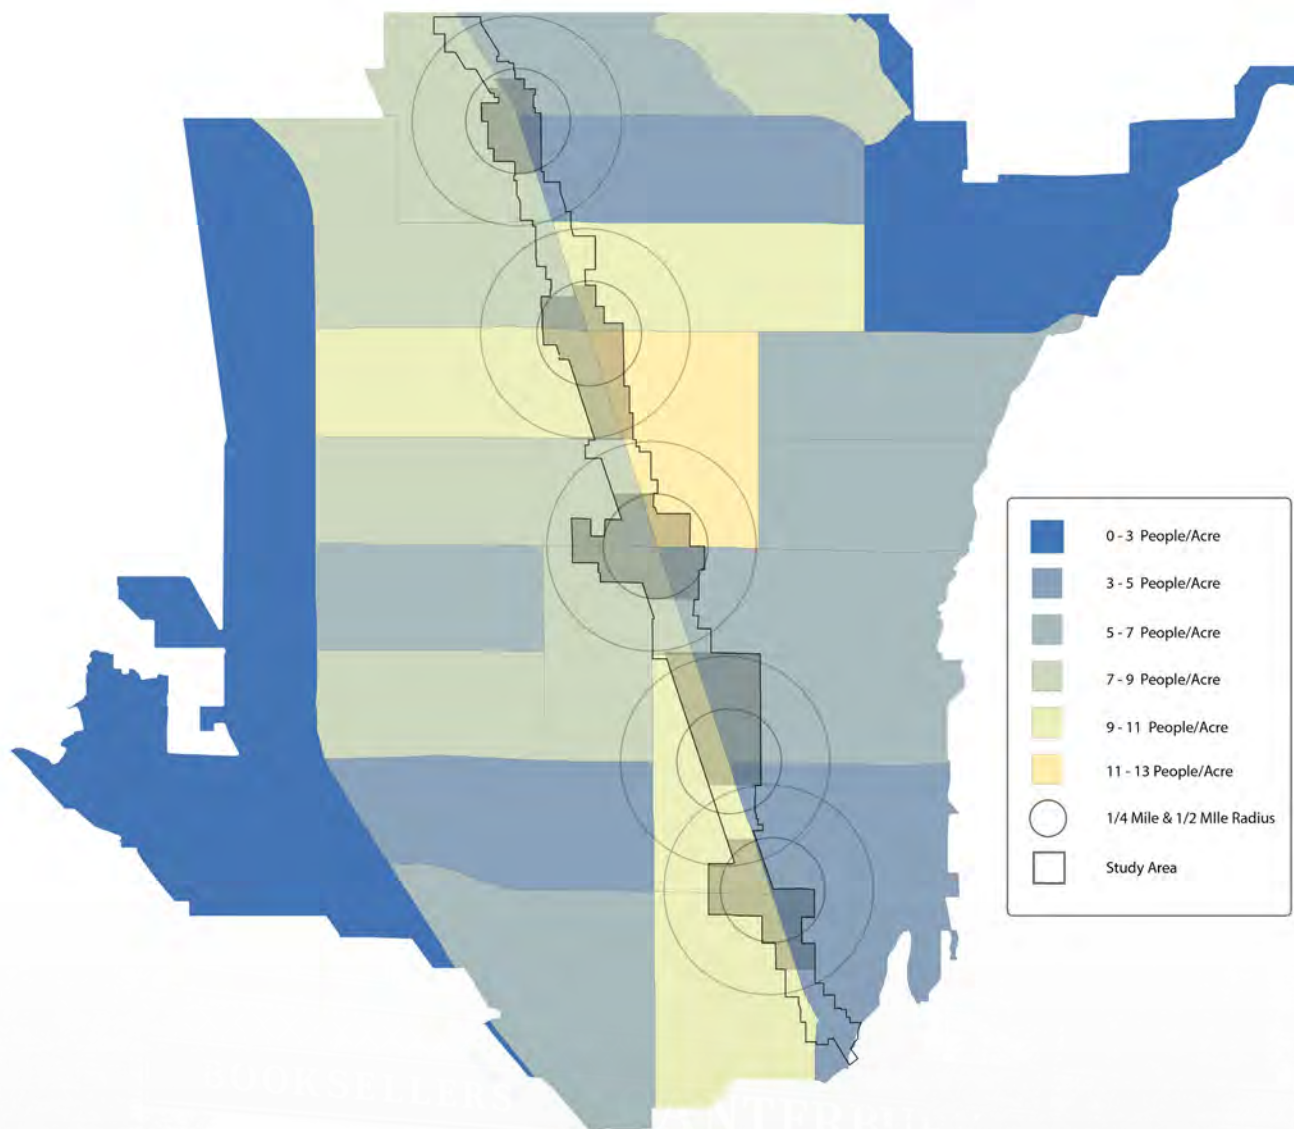 0 - 3 People/Acre
3 - 5 People/Acre
5 - 7 People/Acre
7 - 9 People/Acre
9 - 11 People/Acre
11 - 13 People/Acre
1/4 Mile & 1/2 MIle Radius
Study Area
BOOKSELLERS